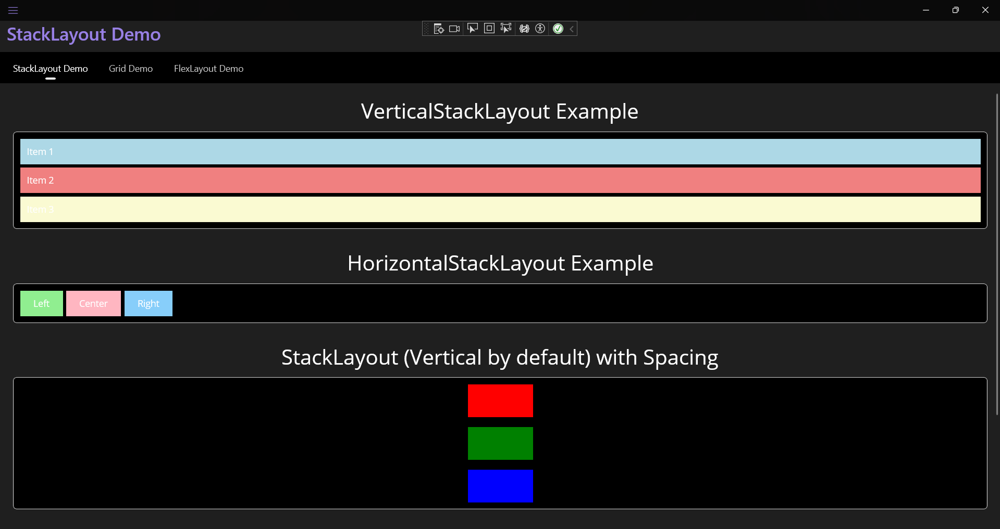 StackLayout Demo
StackLayout Demo Grid Demo FlexLayout Demo
VerticalStackLayout Example
Item 1
Item 2
Item 3
HorizontalStackLayout Example
Left Center Right
StackLayout (Vertical by default) with Spacing